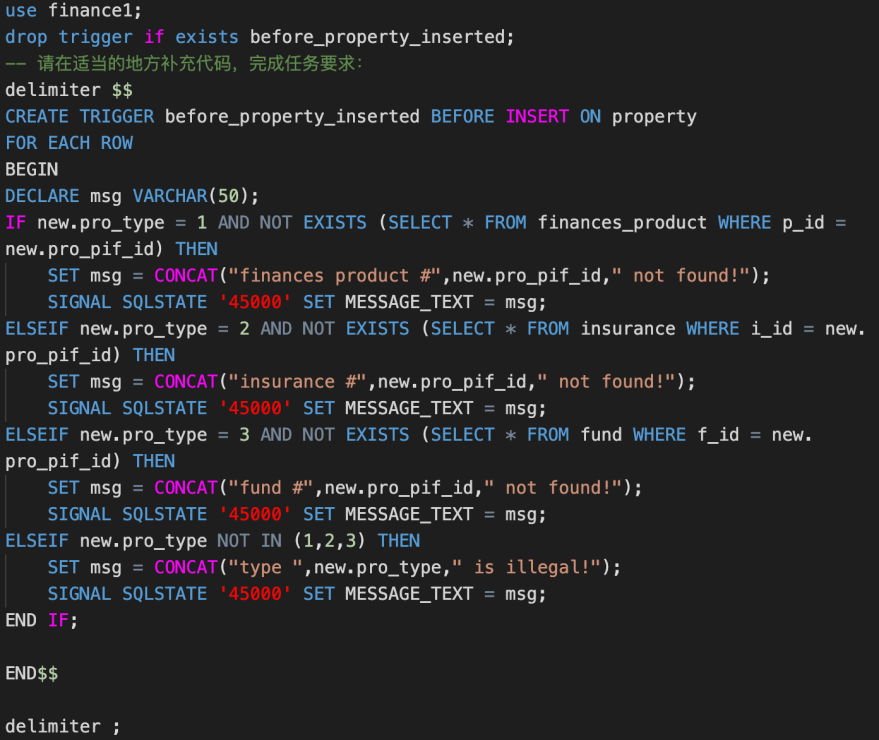 use finance1;
drop trigger if exists before_property_inserted;
-- 请在适当的地方补充代码，完成任务要求：
delimiter $$
CREATE TRIGGER before_property_inserted BEFORE INSERT ON property
FOR EACH ROW
BEGIN
DECLARE msg VARCHAR(50);
IF new.pro_type = 1 AND NOT EXISTS (SELECT * FROM finances_product WHERE p_id =
new.pro_pif_id) THEN
    SET msg = CONCAT("finances product #",new.pro_pif_id," not found!");
    SIGNAL SQLSTATE '45000' SET MESSAGE_TEXT = msg;
ELSEIF new.pro_type = 2 AND NOT EXISTS (SELECT * FROM insurance WHERE i_id = new.
pro_pif_id) THEN
    SET msg = CONCAT("insurance #",new.pro_pif_id," not found!");
    SIGNAL SQLSTATE '45000' SET MESSAGE_TEXT = msg;
ELSEIF new.pro_type = 3 AND NOT EXISTS (SELECT * FROM fund WHERE f_id = new.
pro_pif_id) THEN
    SET msg = CONCAT("fund #",new.pro_pif_id," not found!");
    SIGNAL SQLSTATE '45000' SET MESSAGE_TEXT = msg;
ELSEIF new.pro_type NOT IN (1,2,3) THEN
    SET msg = CONCAT("type ",new.pro_type," is illegal!");
    SIGNAL SQLSTATE '45000' SET MESSAGE_TEXT = msg;
END IF;
END$$
delimiter ;